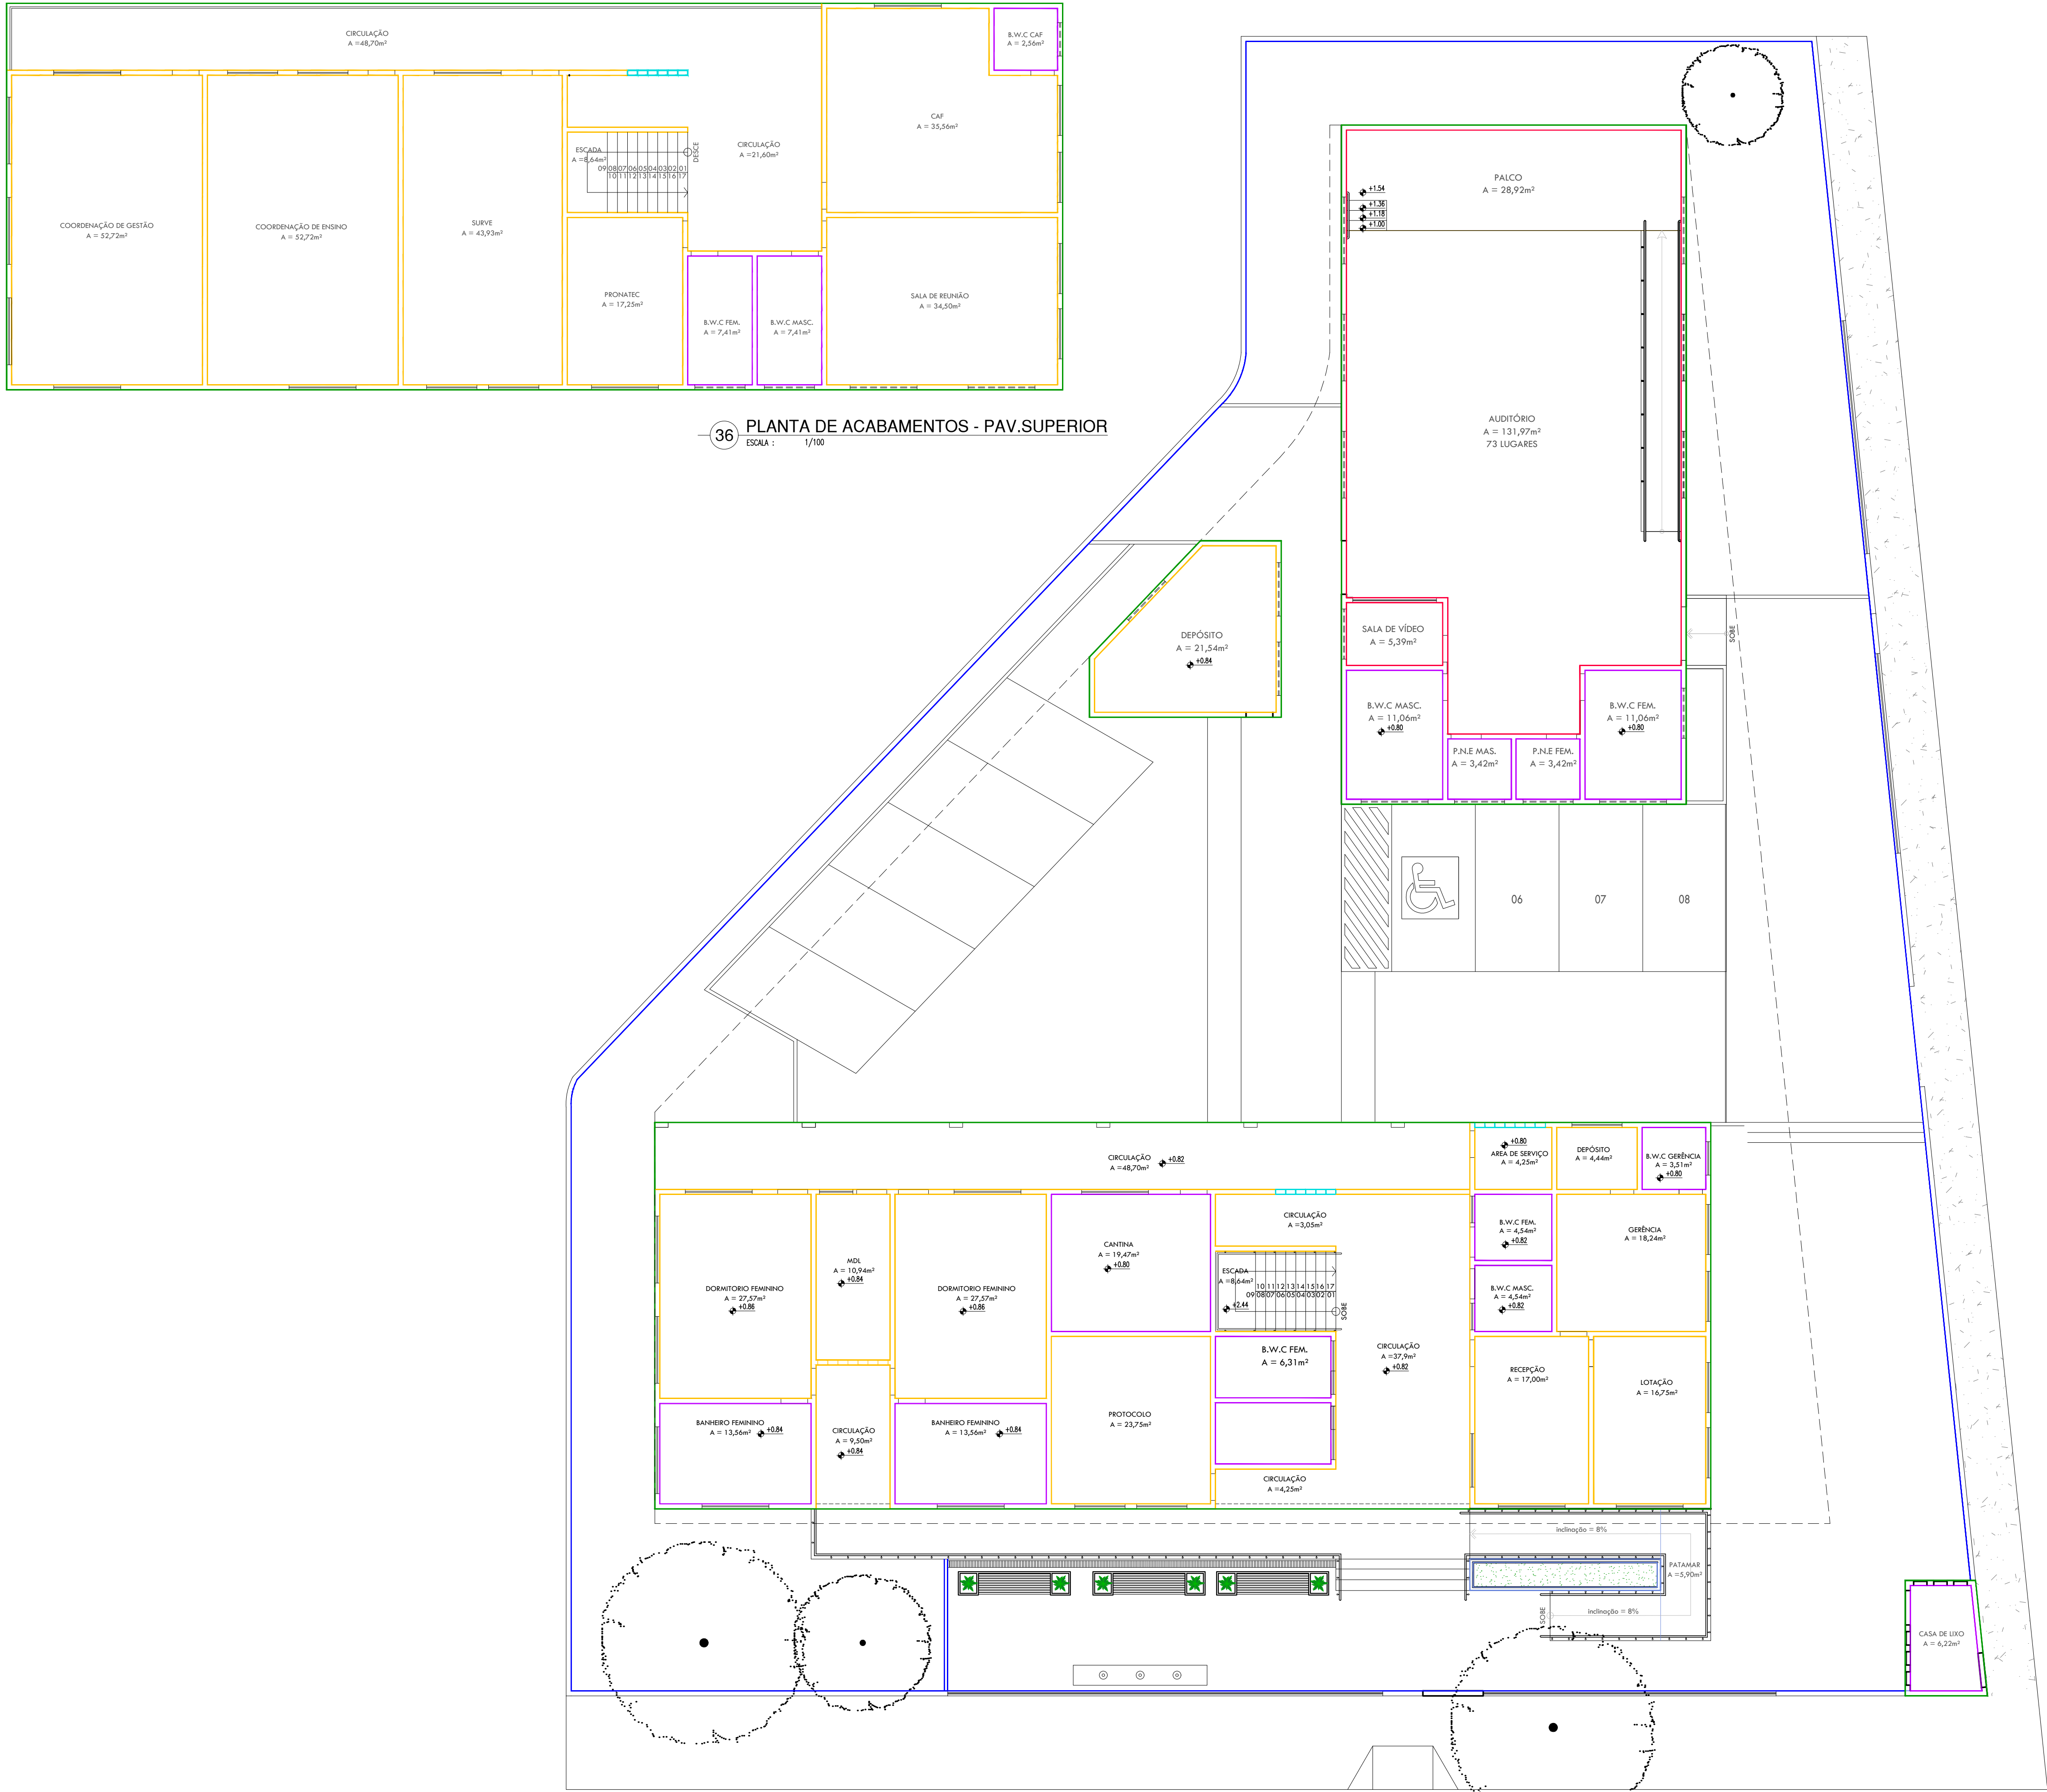 CIRCULAÇÃO
A =48,70m²
B.W.C CAF
A = 2,56m²
CAF
A = 35,56m²
ESCADA
A =8,64m²
09 08 07 06 05 04 03 02 01
10 11 12 13 14 15 16 17
DESCE
CIRCULAÇÃO
A =21,60m²
COORDENAÇÃO DE GESTÃO
A = 52,72m²
COORDENAÇÃO DE ENSINO
A = 52,72m²
SURVE
A = 43,93m²
PRONATEC
A = 17,25m²
B.W.C FEM.
A = 7,41m²
B.W.C MASC.
A = 7,41m²
SALA DE REUNIÃO
A = 34,50m²
36
PLANTA DE ACABAMENTOS - PAV.SUPERIOR
ESCALA : 1/100
PALCO
A = 28,92m²
+1.54
+1.36
+1.18
+1.00
AUDITÓRIO
A = 131,97m²
73 LUGARES
SALA DE VÍDEO
A = 5,39m²
SOBE
DEPÓSITO
A = 21,54m²
+0.84
B.W.C MASC.
A = 11,06m²
+0.80
B.W.C FEM.
A = 11,06m²
+0.80
P.N.E MAS.
A = 3,42m²
P.N.E FEM.
A = 3,42m²
06
07
08
CIRCULAÇÃO
A =48,70m²
+0.82
+0.80
AREA DE SERVIÇO
A = 4,25m²
DEPÓSITO
A = 4,44m²
B.W.C GERÊNCIA
A = 3,51m²
+0.80
CIRCULAÇÃO
A =3,05m²
B.W.C FEM.
A = 4,54m²
+0.82
GERÊNCIA
A = 18,24m²
CANTINA
A = 19,47m²
+0.80
MDL
A = 10,94m²
+0.84
DORMITORIO FEMININO
A = 27,57m²
+0.86
DORMITORIO FEMININO
A = 27,57m²
+0.86
ESCADA
A =8,64m²
10 11 12 13 14 15 16 17
09 08 07 06 05 04 03 02 01
+2.44
SOBE
B.W.C MASC.
A = 4,54m²
+0.82
B.W.C FEM.
A = 6,31m²
CIRCULAÇÃO
A =37,9m²
+0.82
RECEPÇÃO
A = 17,00m²
LOTAÇÃO
A = 16,75m²
PROTOCOLO
A = 23,75m²
BANHEIRO FEMININO
A = 13,56m²
+0.84
CIRCULAÇÃO
A = 9,50m²
+0.84
BANHEIRO FEMININO
A = 13,56m²
+0.84
CIRCULAÇÃO
A =4,25m²
inclinação = 8%
PATAMAR
A =5,90m²
inclinação = 8%
SOBE
CASA DE LIXO
A = 6,22m²